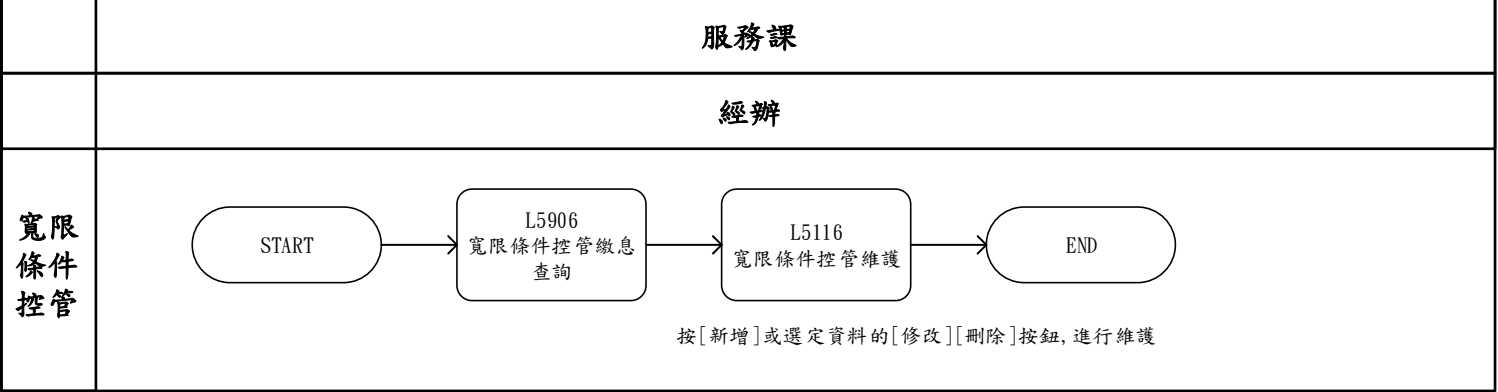 服務課
經辦
寬限
條件
控管
START
L5906
寬限條件控管繳息
查詢
L5116
寬限條件控管維護
END
按[新增]或選定資料的[修改][刪除]按鈕,進行維護